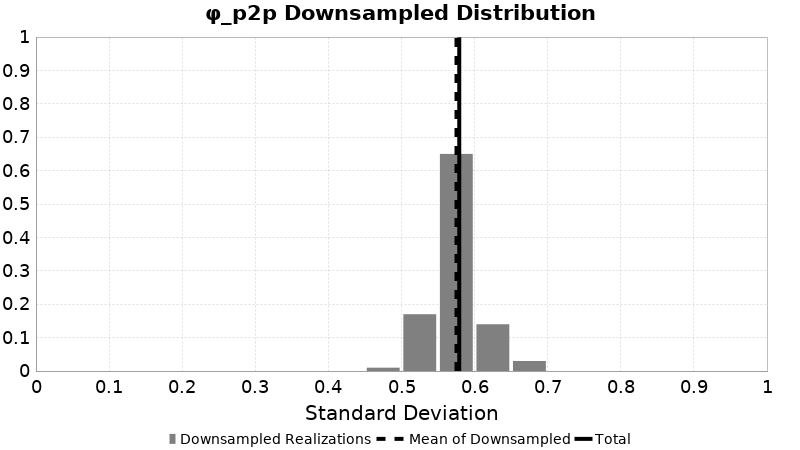 φ_p2p Downsampled Distribution
1
0.9
0.8
0.7
0.6
0.5
0.4
0.3
0.2
0.1
0
0 0.1 0.2 0.3 0.4 0.5 0.6 0.7 0.8 0.9 1
Standard Deviation
Downsampled Realizations Mean of Downsampled Total